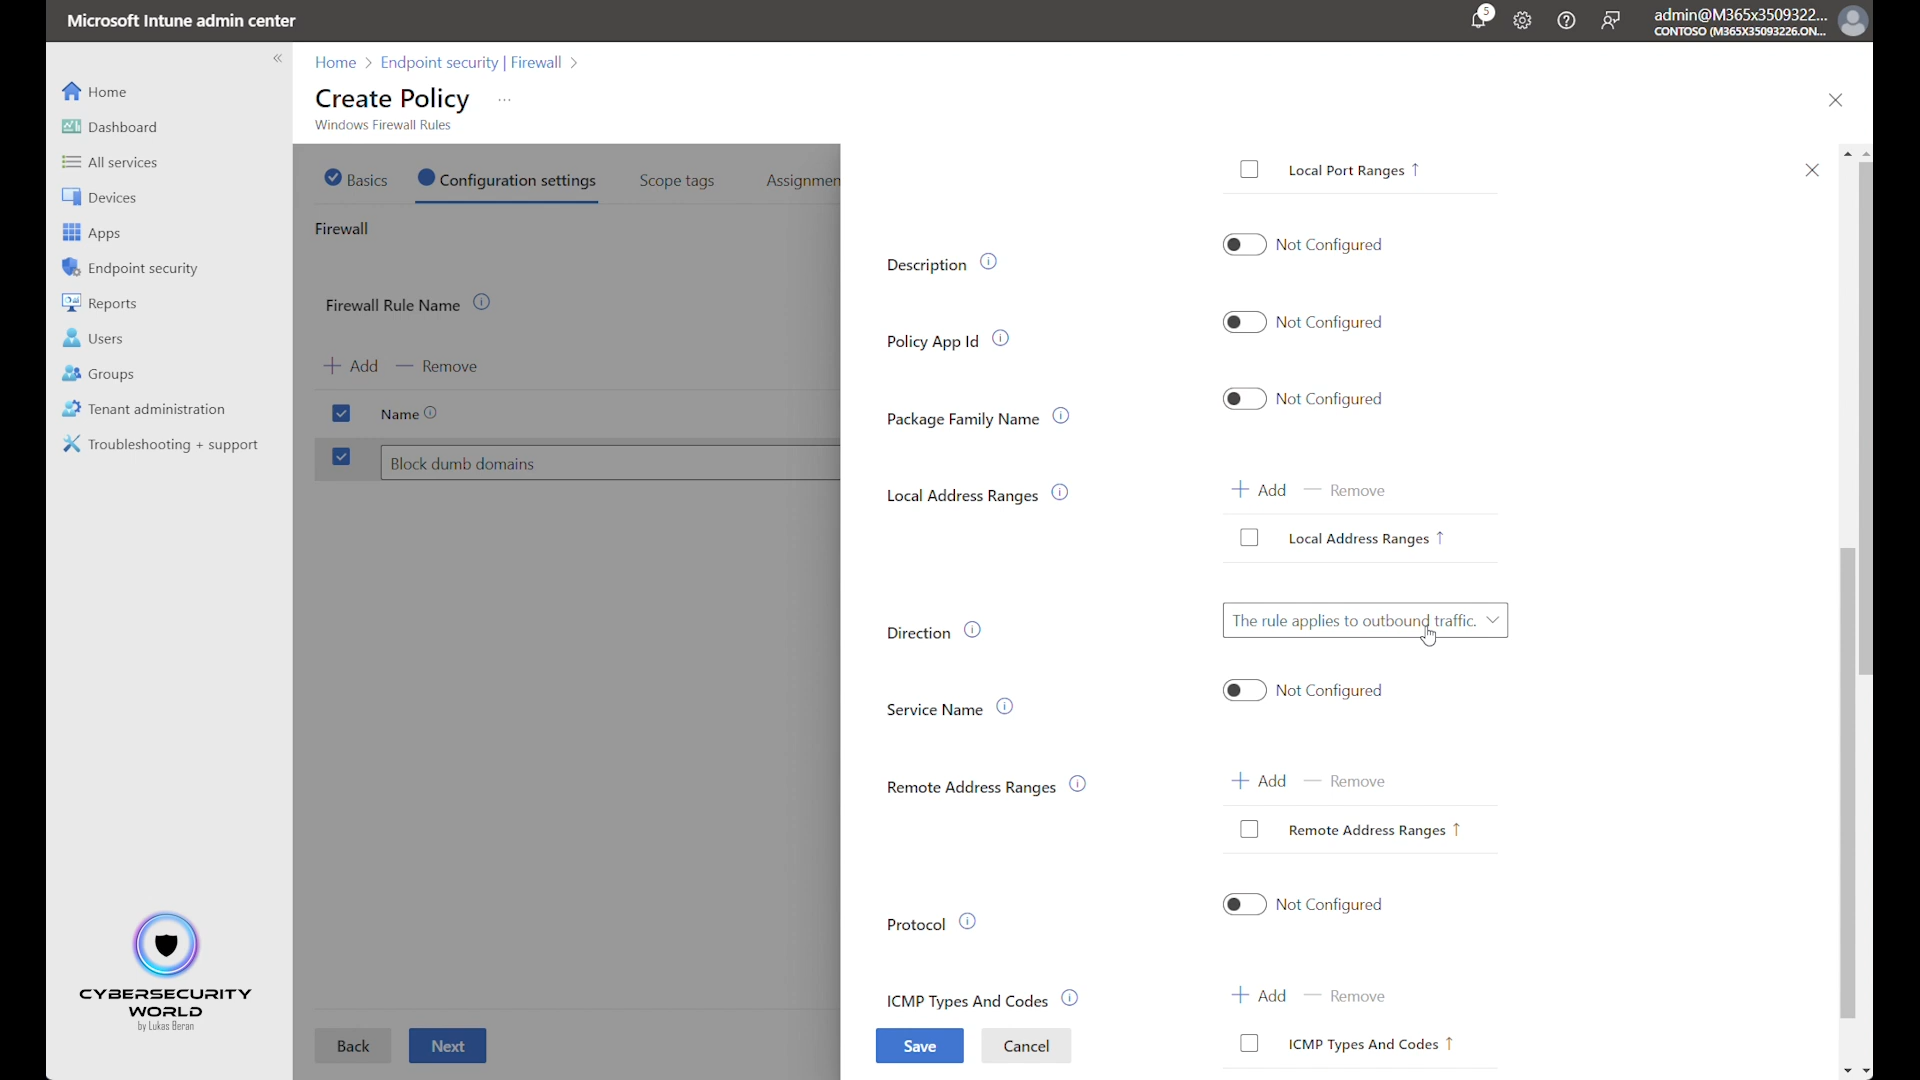 Microsoft Intune admin center
5
admin@M365x3509322...
CONTOSO (M365X35093226.ON...
«
Home
Dashboard
All services
Devices
Apps
Endpoint security
Reports
Users
Groups
Tenant administration
Troubleshooting + support
CYBERSECURITY
WORLD
by Lukas Beran
Home > Endpoint security | Firewall >
Create Policy ...
Windows Firewall Rules
Basics
Configuration settings
Scope tags
Assignmen
Firewall
Firewall Rule Name
+ Add — Remove
Name
Block dumb domains
Back
Next
Local Port Ranges ↑
Description
Not Configured
Policy App Id
Not Configured
Package Family Name
Not Configured
Local Address Ranges
+ Add — Remove
Local Address Ranges ↑
Direction
The rule applies to outbound traffic.
Service Name
Not Configured
Remote Address Ranges
+ Add — Remove
Remote Address Ranges ↑
Protocol
Not Configured
ICMP Types And Codes
+ Add — Remove
ICMP Types And Codes ↑
Save
Cancel